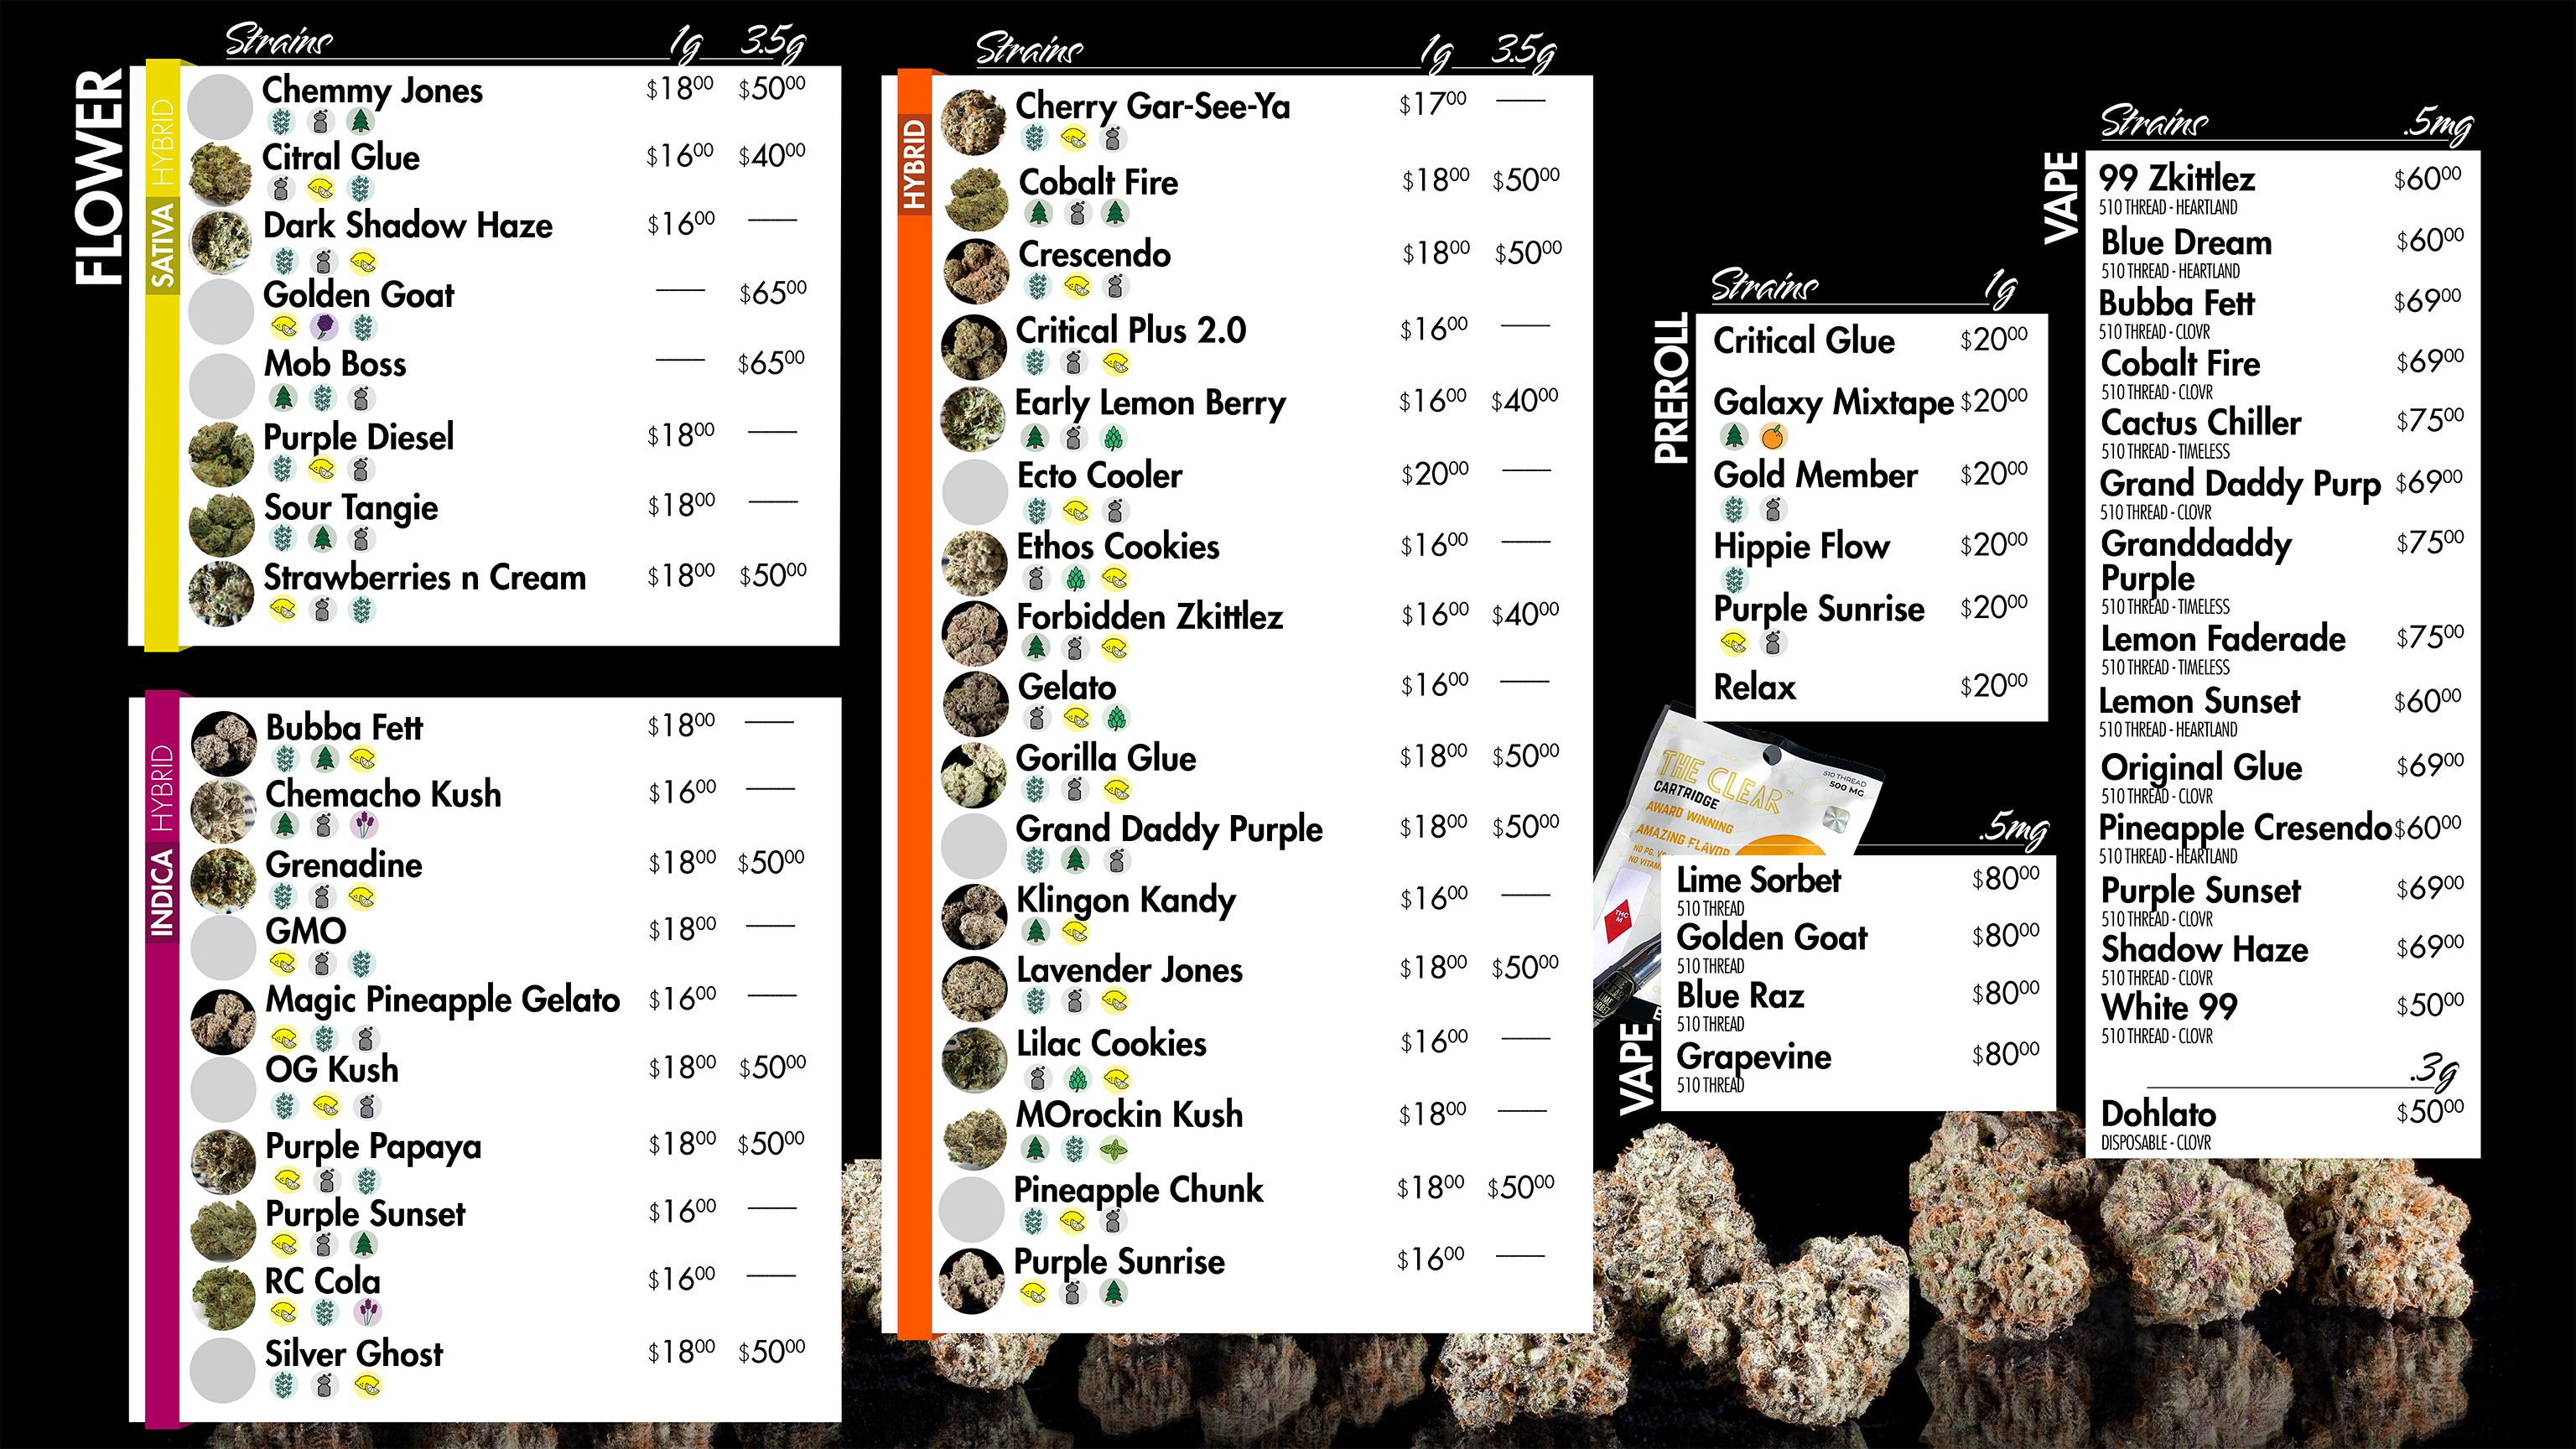 FLOWER
Strains 1g 3.5g
SATIVA HYBRID
Chemmy Jones $18⁰⁰ $50⁰⁰
Citral Glue $16⁰⁰ $40⁰⁰
Dark Shadow Haze $16⁰⁰ —
Golden Goat — $65⁰⁰
Mob Boss — $65⁰⁰
Purple Diesel $18⁰⁰ —
Sour Tangie $18⁰⁰ —
Strawberries n Cream $18⁰⁰ $50⁰⁰
INDICA HYBRID
Bubba Fett $18⁰⁰ —
Chemacho Kush $16⁰⁰ —
Grenadine $18⁰⁰ $50⁰⁰
GMO $18⁰⁰ —
Magic Pineapple Gelato $16⁰⁰ —
OG Kush $18⁰⁰ $50⁰⁰
Purple Papaya $18⁰⁰ $50⁰⁰
Purple Sunset $16⁰⁰ —
RC Cola $16⁰⁰ —
Silver Ghost $18⁰⁰ $50⁰⁰
Strains 1g 3.5g
HYBRID
Cherry Gar-See-Ya $17⁰⁰ —
Cobalt Fire $18⁰⁰ $50⁰⁰
Crescendo $18⁰⁰ $50⁰⁰
Critical Plus 2.0 $16⁰⁰ —
Early Lemon Berry $16⁰⁰ $40⁰⁰
Ecto Cooler $20⁰⁰ —
Ethos Cookies $16⁰⁰ —
Forbidden Zkittlez $16⁰⁰ $40⁰⁰
Gelato $16⁰⁰ —
Gorilla Glue $18⁰⁰ $50⁰⁰
Grand Daddy Purple $18⁰⁰ $50⁰⁰
Klingon Kandy $16⁰⁰ —
Lavender Jones $18⁰⁰ $50⁰⁰
Lilac Cookies $16⁰⁰ —
MOrockin Kush $18⁰⁰ —
Pineapple Chunk $18⁰⁰ $50⁰⁰
Purple Sunrise $16⁰⁰ —
PREROLL
Strains 1g
Critical Glue $20⁰⁰
Galaxy Mixtape $20⁰⁰
Gold Member $20⁰⁰
Hippie Flow $20⁰⁰
Purple Sunrise $20⁰⁰
Relax $20⁰⁰
THE CLEAR™
CARTRIDGE
510 THREAD
500 MG
AWARD WINNING
AMAZING FLAVOR
THC
M
VAPE
.5mg
Lime Sorbet $80⁰⁰
510 THREAD
Golden Goat $80⁰⁰
510 THREAD
Blue Raz $80⁰⁰
510 THREAD
Grapevine $80⁰⁰
510 THREAD
VAPE
Strains .5mg
99 Zkittlez $60⁰⁰
510 THREAD - HEARTLAND
Blue Dream $60⁰⁰
510 THREAD - HEARTLAND
Bubba Fett $69⁰⁰
510 THREAD - CLOVR
Cobalt Fire $69⁰⁰
510 THREAD - CLOVR
Cactus Chiller $75⁰⁰
510 THREAD - TIMELESS
Grand Daddy Purp $69⁰⁰
510 THREAD - CLOVR
Granddaddy $75⁰⁰
Purple
510 THREAD - TIMELESS
Lemon Faderade $75⁰⁰
510 THREAD - TIMELESS
Lemon Sunset $60⁰⁰
510 THREAD - HEARTLAND
Original Glue $69⁰⁰
510 THREAD - CLOVR
Pineapple Cresendo $60⁰⁰
510 THREAD - HEARTLAND
Purple Sunset $69⁰⁰
510 THREAD - CLOVR
Shadow Haze $69⁰⁰
510 THREAD - CLOVR
White 99 $50⁰⁰
510 THREAD - CLOVR
.3g
Dohlato $50⁰⁰
DISPOSABLE - CLOVR